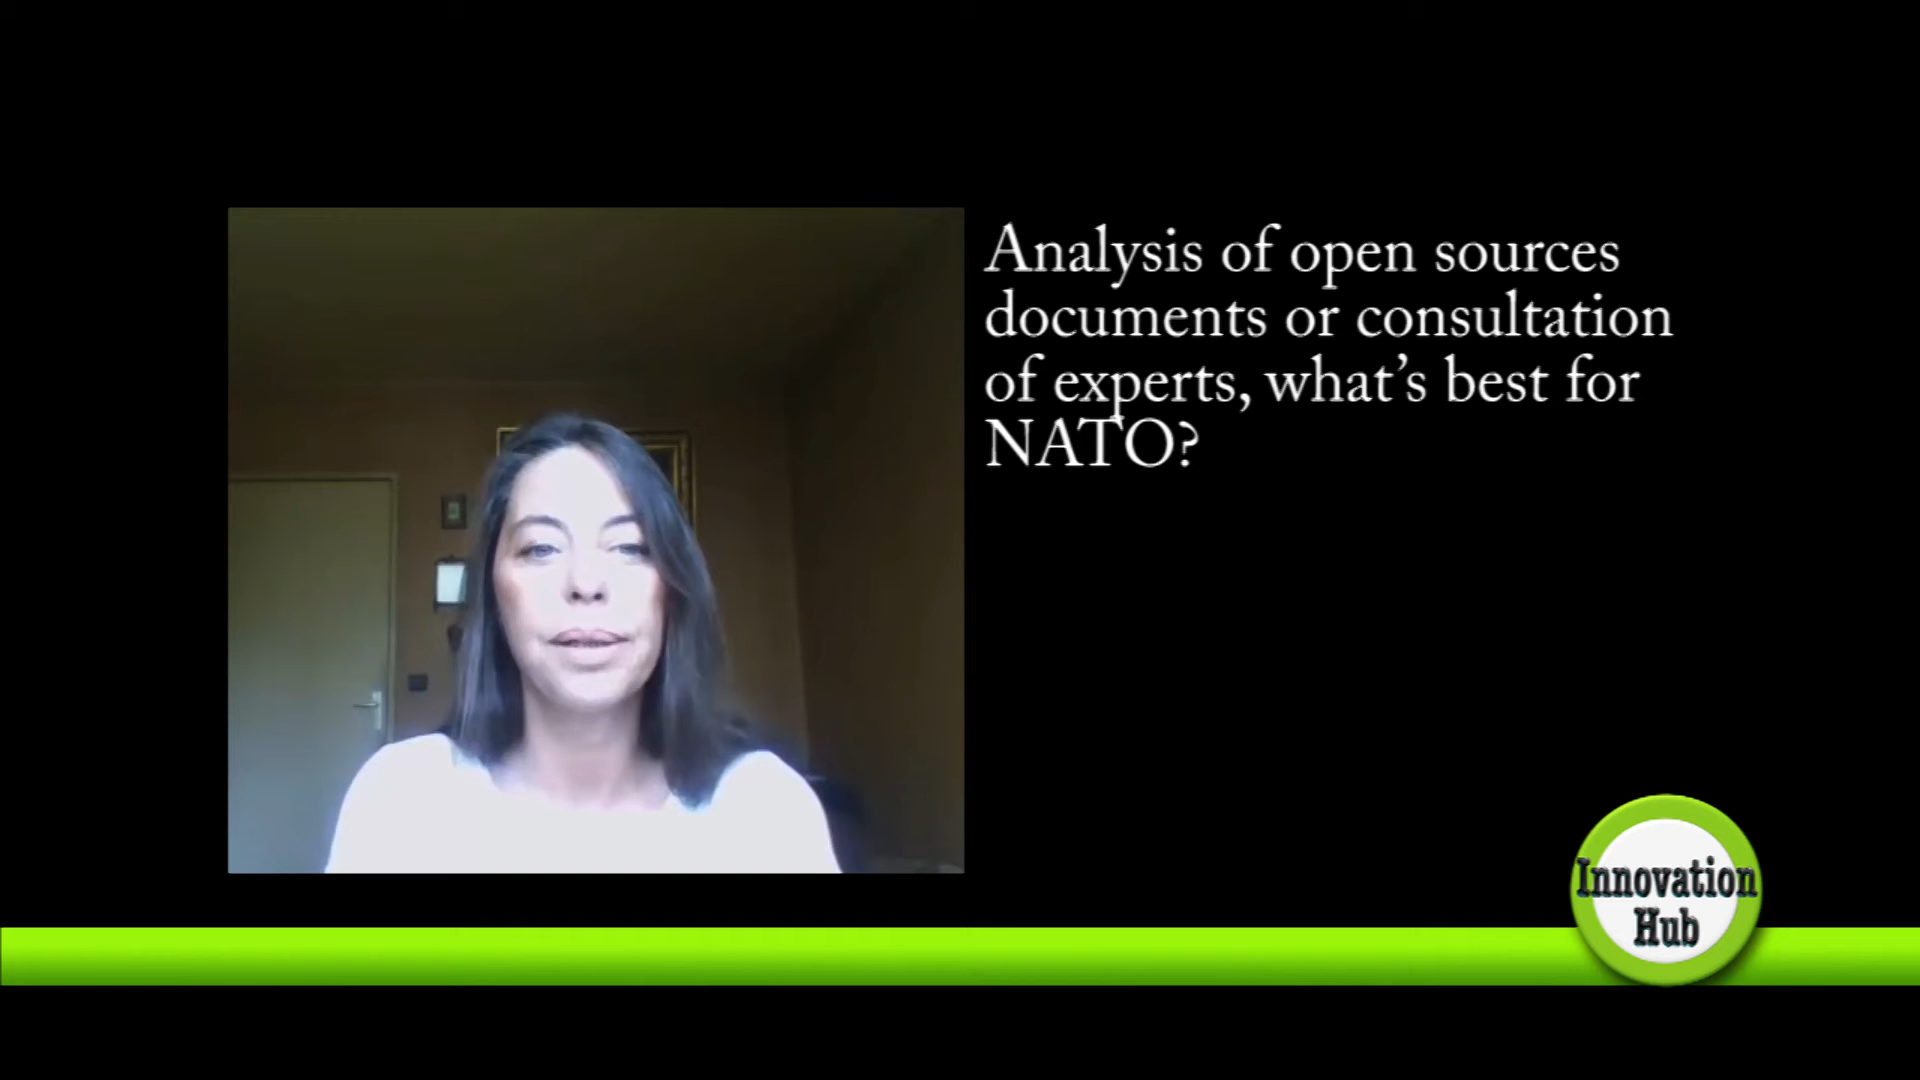 Analysis of open sources
documents or consultation
of experts, what's best for
NATO?
Innovation
Hub